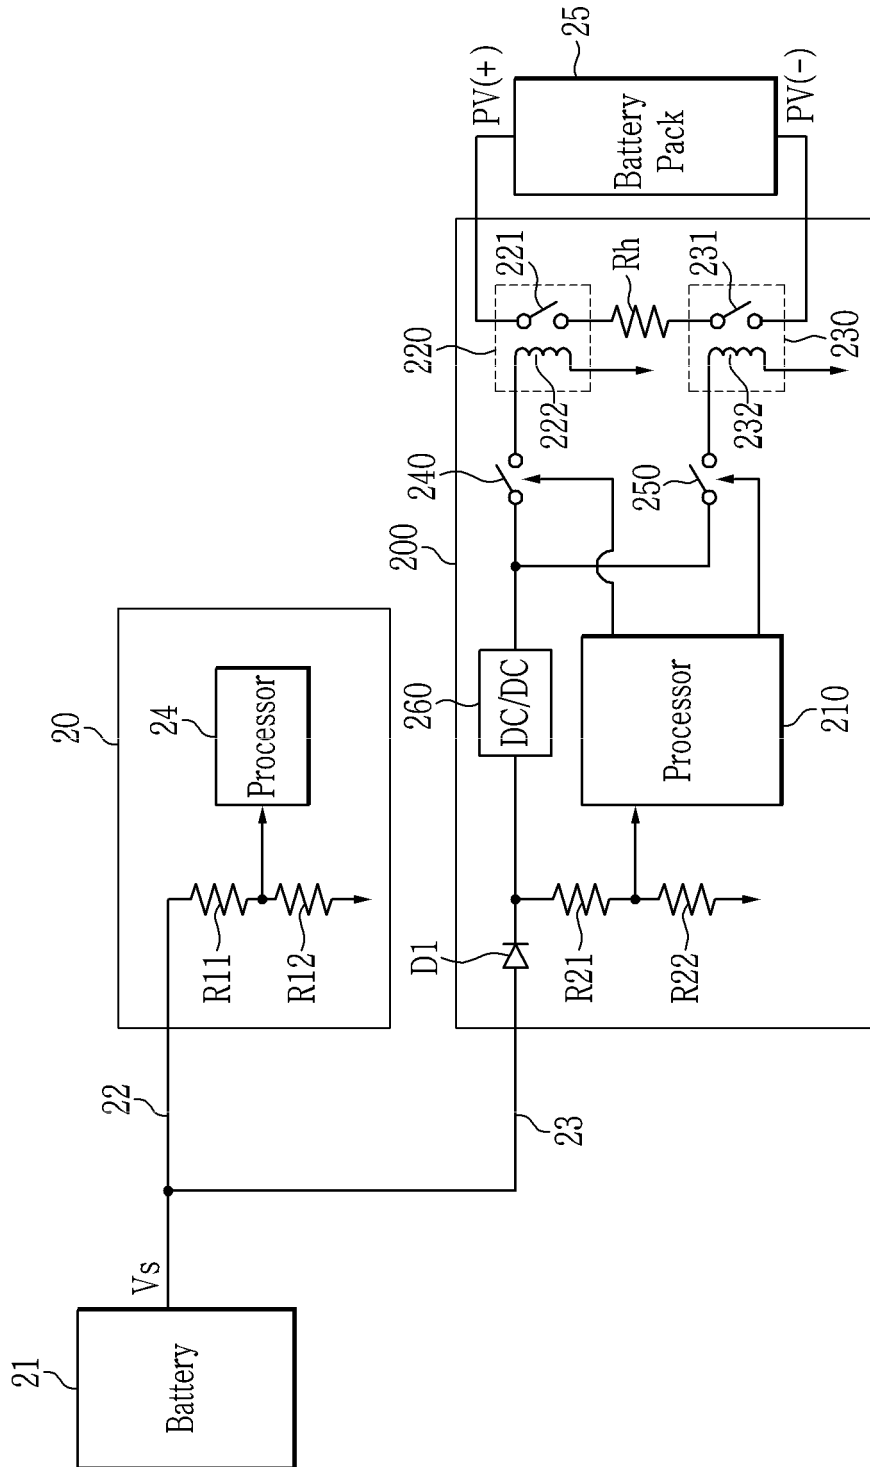 21
Battery
Vs
22
23
20
24
Processor
R11
R12
200
D1
R21
R22
260
DC/DC
Processor
210
240
250
220
221
222
Rh
230
231
232
PV(+)
PV(-)
25
Battery
Pack